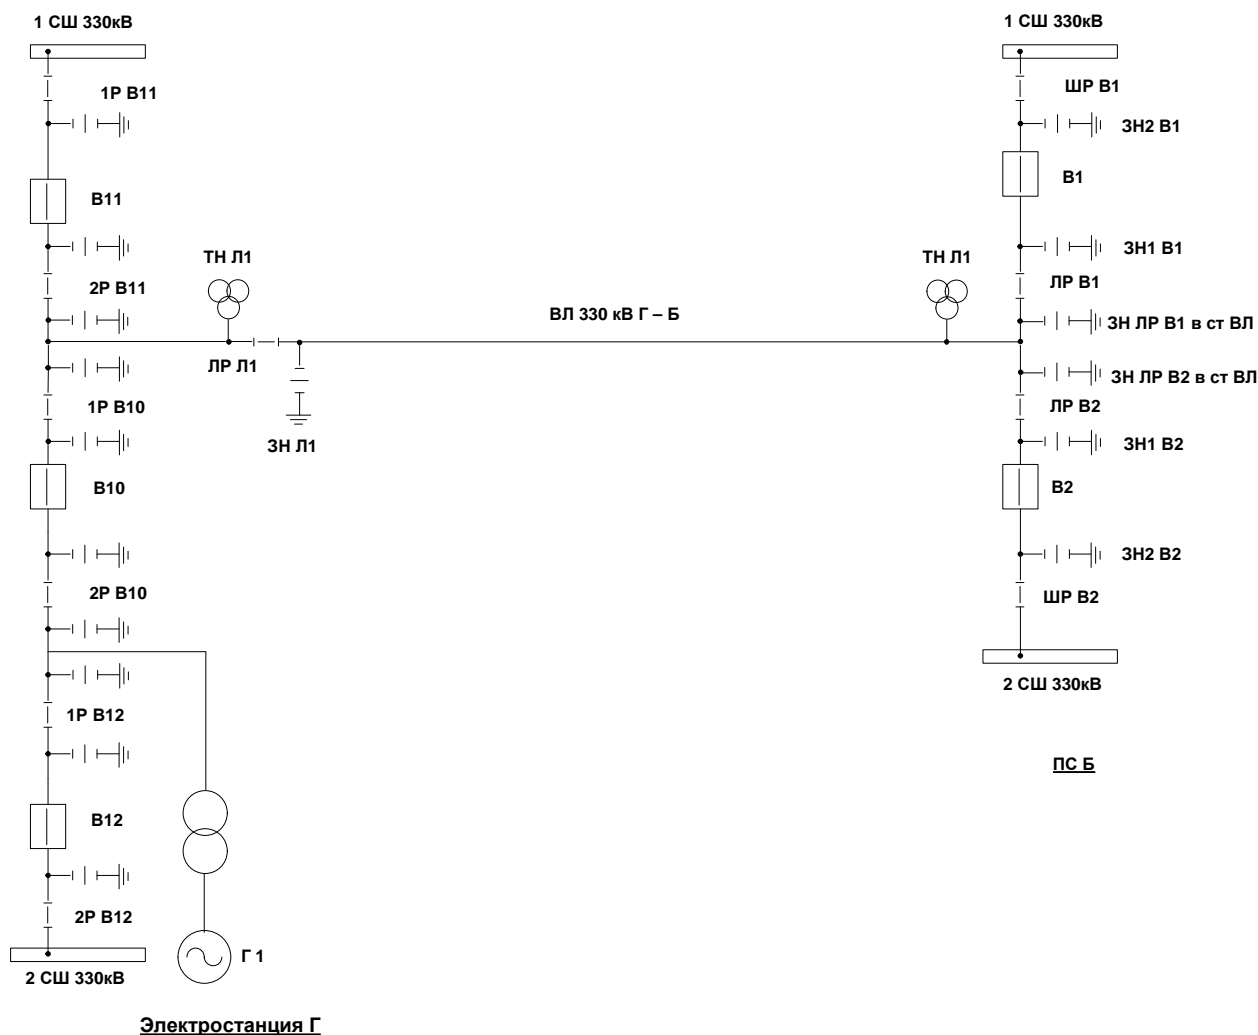 1 СШ 330кВ
1 СШ 330кВ
1Р В11
ШР В1
ЗН2 В1
В11
В1
ТН Л1
ТН Л1
ЗН1 В1
2Р В11
ЛР В1
ВЛ 330 кВ Г – Б
ЗН ЛР В1 в ст ВЛ
ЛР Л1
ЗН ЛР В2 в ст ВЛ
1Р В10
ЛР В2
ЗН Л1
ЗН1 В2
В10
В2
ЗН2 В2
2Р В10
ШР В2
2 СШ 330кВ
1Р В12
ПС Б
В12
2Р В12
Г 1
2 СШ 330кВ
Электростанция Г